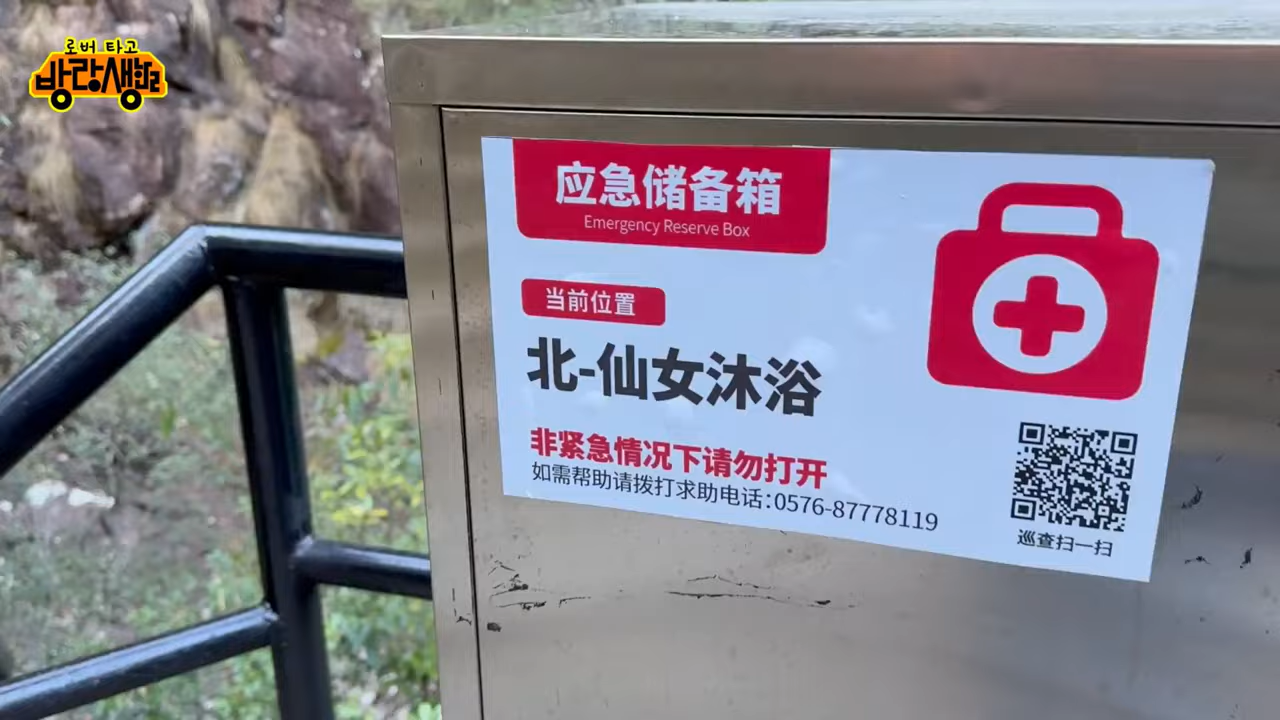 로버 타고
바랑생활
应急储备箱
Emergency Reserve Box
当前位置
北-仙女沐浴
非紧急情况下请勿打开
如需帮助请拨打求助电话:0576-87778119
巡查扫一扫